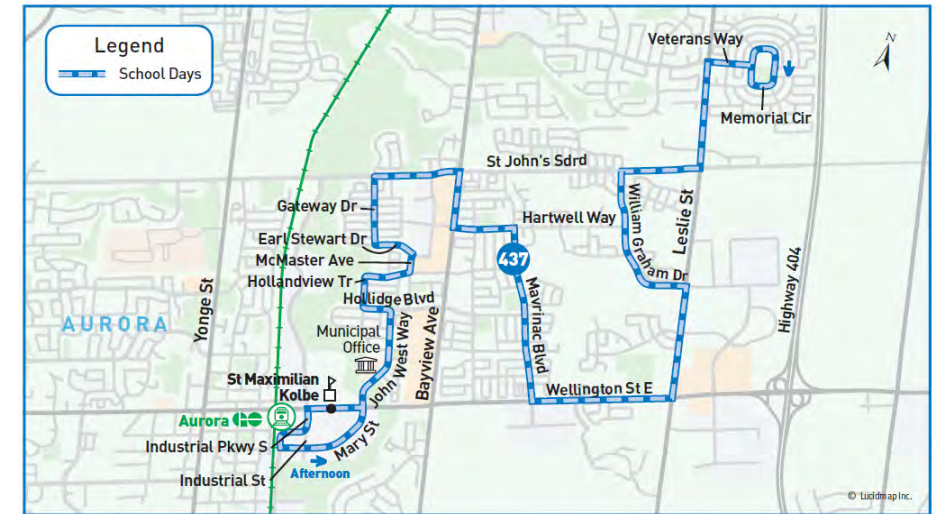 Legend
School Days
Veterans Way
N
Memorial Cir
St John's Sdrd
Gateway Dr
Hartwell Way
William Graham Dr
Leslie St
Earl Stewart Dr
McMaster Ave
437
Hollandview Tr
Hollidge Blvd
Mavrinac Blvd
Highway 404
AURORA
Yonge St
Municipal
Office
John West Way
Bayview Ave
St Maximilian
Kolbe
Wellington St E
Aurora GO
Industrial Pkwy S
Mary St
Industrial St
Afternoon
© Lucidmap Inc.